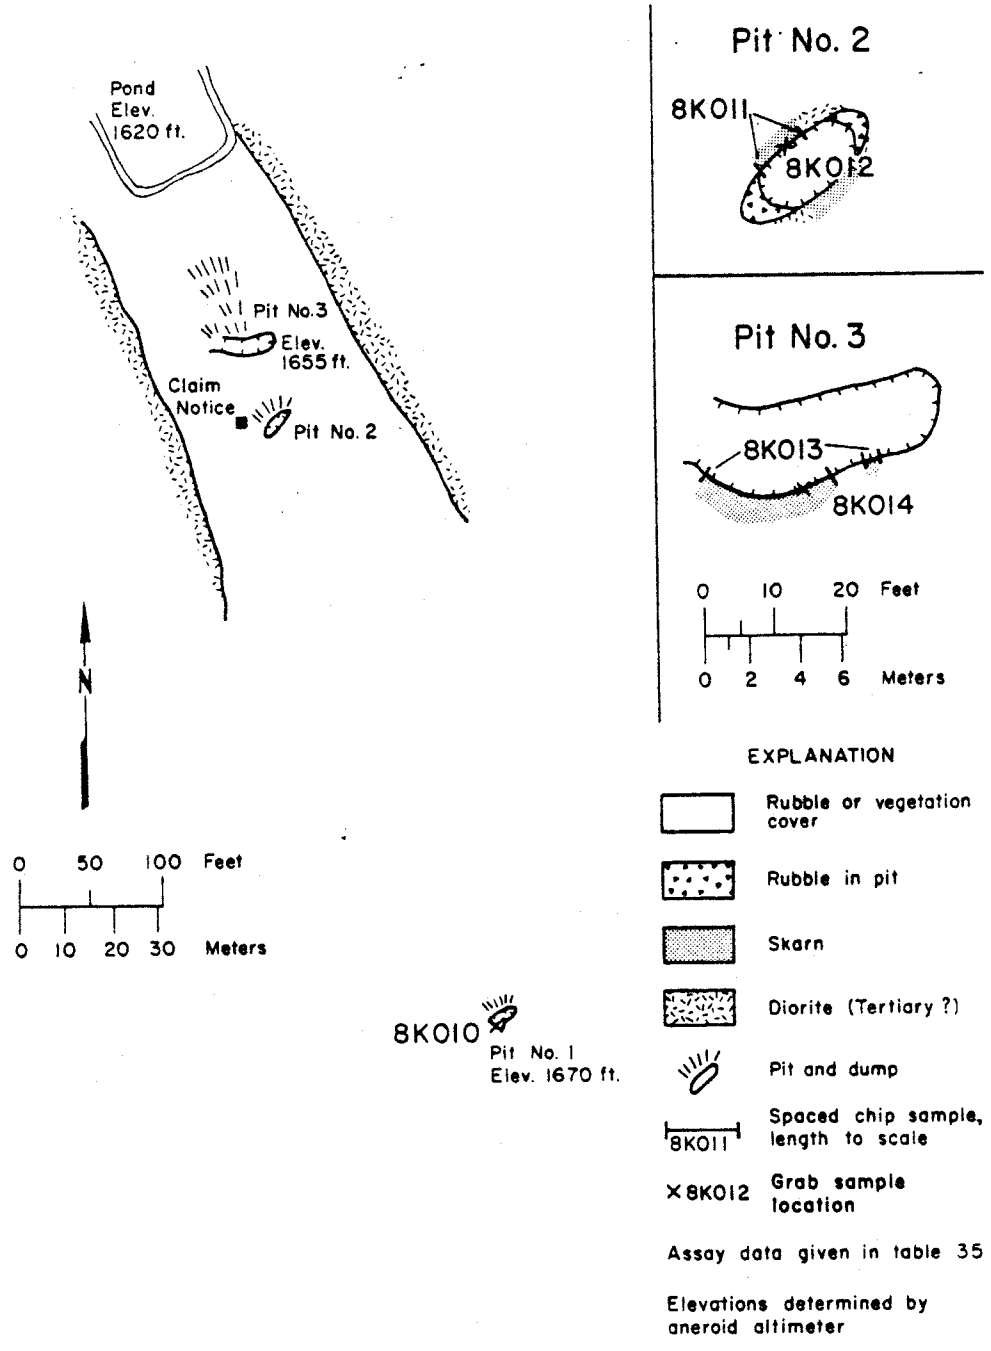 Pond
Elev.
1620 ft.
Pit No.3
Elev.
1655 ft.
Claim
Notice
Pit No. 2
N
0 50 100 Feet
0 10 20 30 Meters
8K010
Pit No. 1
Elev. 1670 ft.
Pit No. 2
8K011
8K012
Pit No. 3
8K013
8K014
0 10 20 Feet
0 2 4 6 Meters
EXPLANATION
Rubble or vegetation
cover
Rubble in pit
Skarn
Diorite (Tertiary ?)
Pit and dump
8K011
Spaced chip sample,
length to scale
X 8K012
Grab sample
location
Assay data given in table 35
Elevations determined by
aneroid altimeter